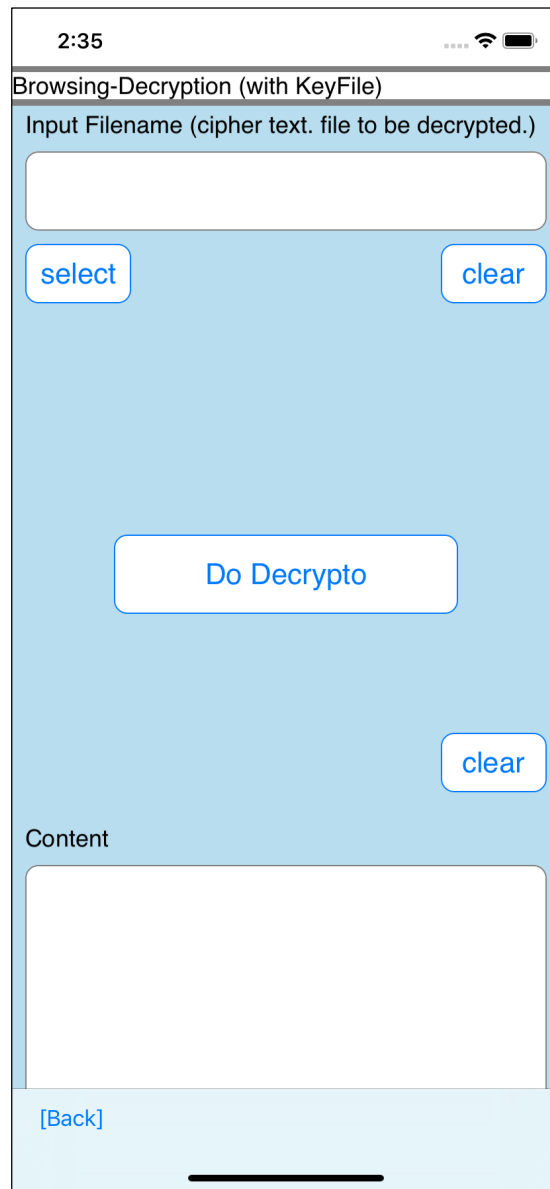 2:35
Browsing-Decryption (with KeyFile)
Input Filename (cipher text. file to be decrypted.)
select
clear
Do Decrypto
clear
Content
[Back]